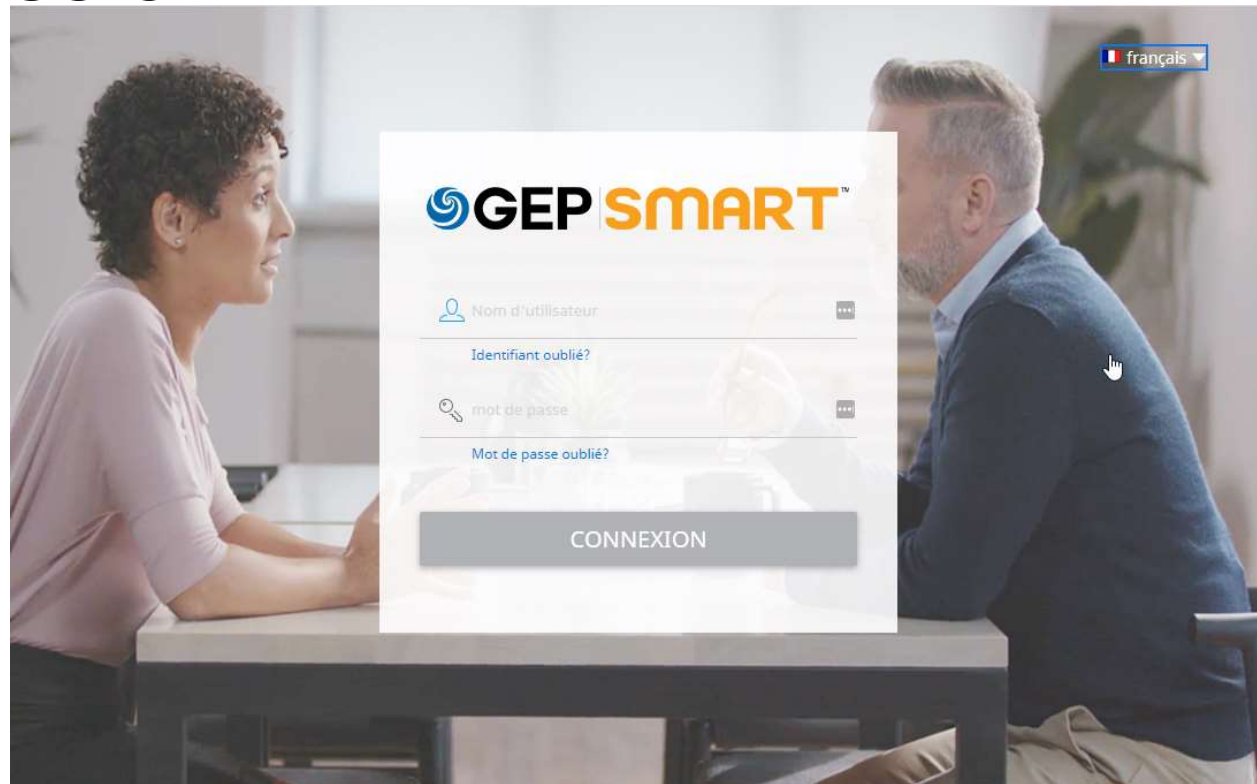 français
GEP SMART™
Nom d'utilisateur
Identifiant oublié?
mot de passe
Mot de passe oublié?
CONNEXION